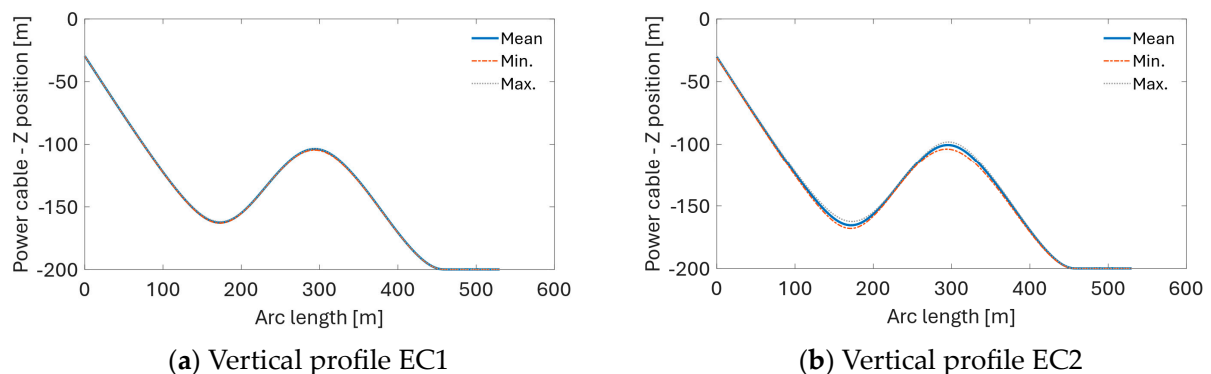 0
-50
-100
-150
-200
Power cable - Z position [m]
Mean
Min.
Max.
0 100 200 300 400 500 600
Arc length [m]
(a) Vertical profile EC1
0
-50
-100
-150
-200
Power cable - Z position [m]
Mean
Min.
Max.
0 100 200 300 400 500 600
Arc length [m]
(b) Vertical profile EC2